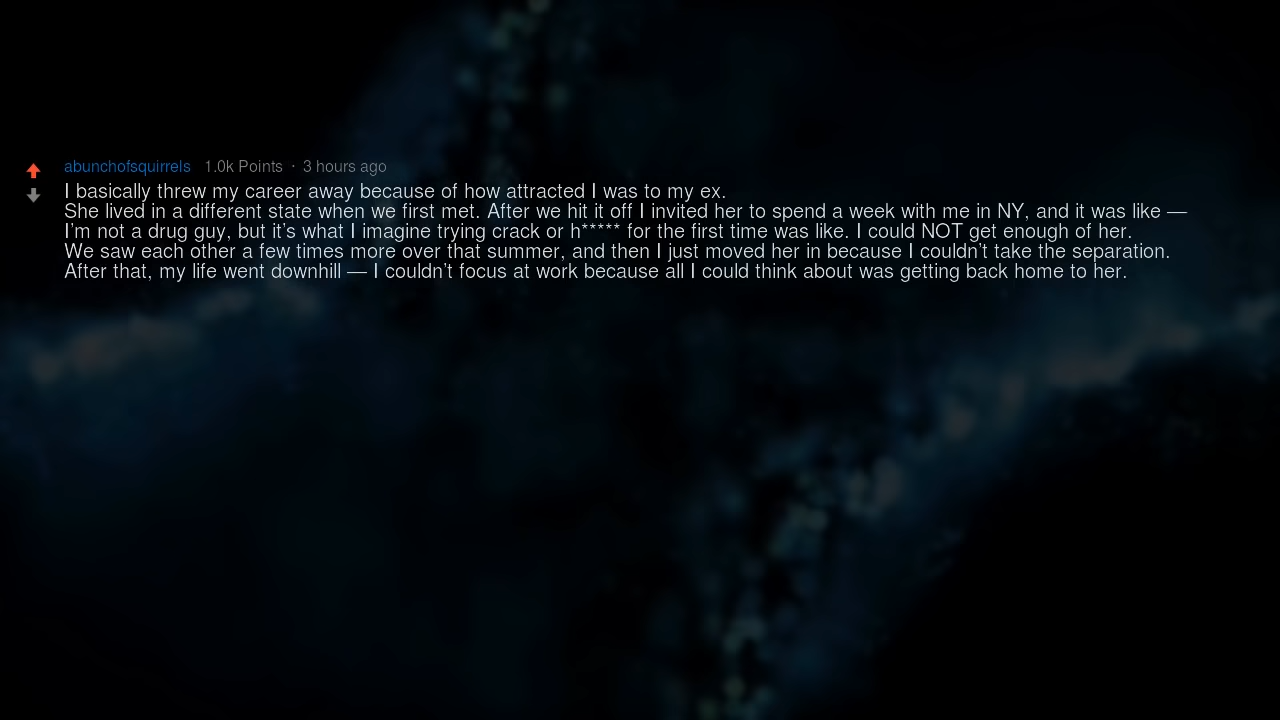 abunchofsquirrels 1.0k Points · 3 hours ago
I basically threw my career away because of how attracted I was to my ex.
She lived in a different state when we first met. After we hit it off I invited her to spend a week with me in NY, and it was like —
I'm not a drug guy, but it's what I imagine trying crack or h***** for the first time was like. I could NOT get enough of her.
We saw each other a few times more over that summer, and then I just moved her in because I couldn't take the separation.
After that, my life went downhill — I couldn't focus at work because all I could think about was getting back home to her.